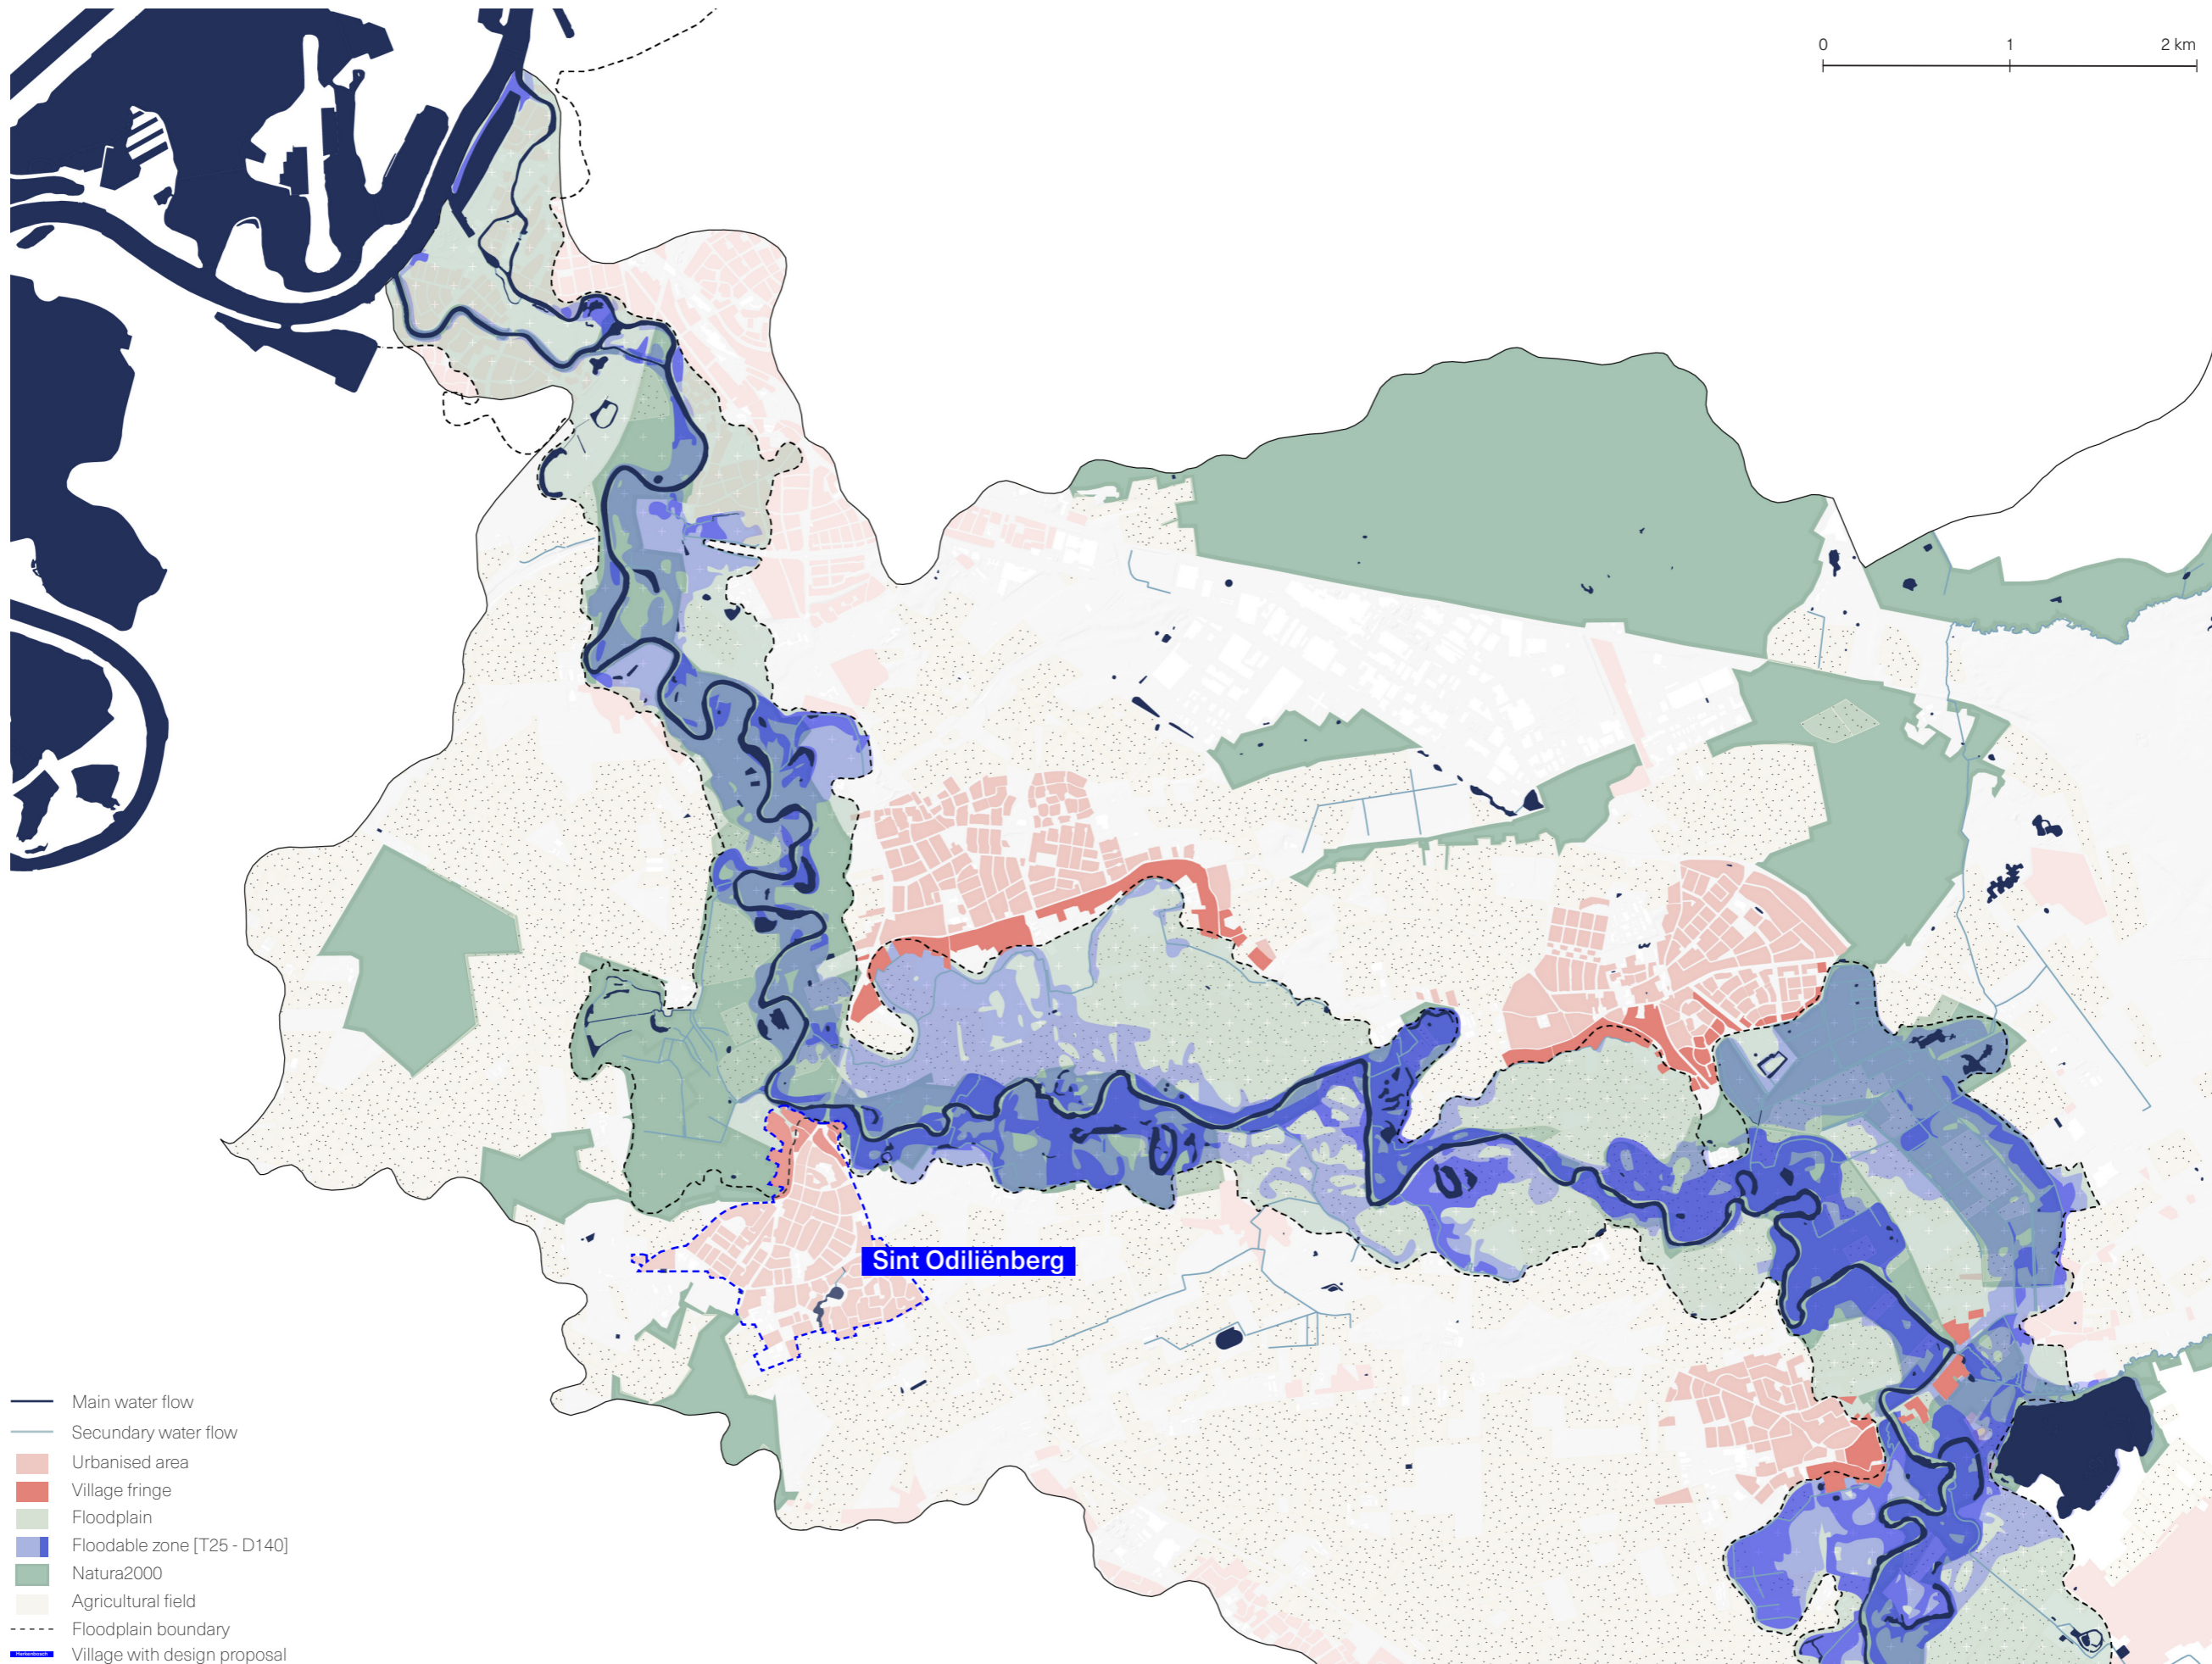 0 1 2 km
Sint Odiliënberg
Main water flow
Secundary water flow
Urbanised area
Village fringe
Floodplain
Floodable zone [T25 - D140]
Natura2000
Agricultural field
Floodplain boundary
Herkenbosch
Village with design proposal